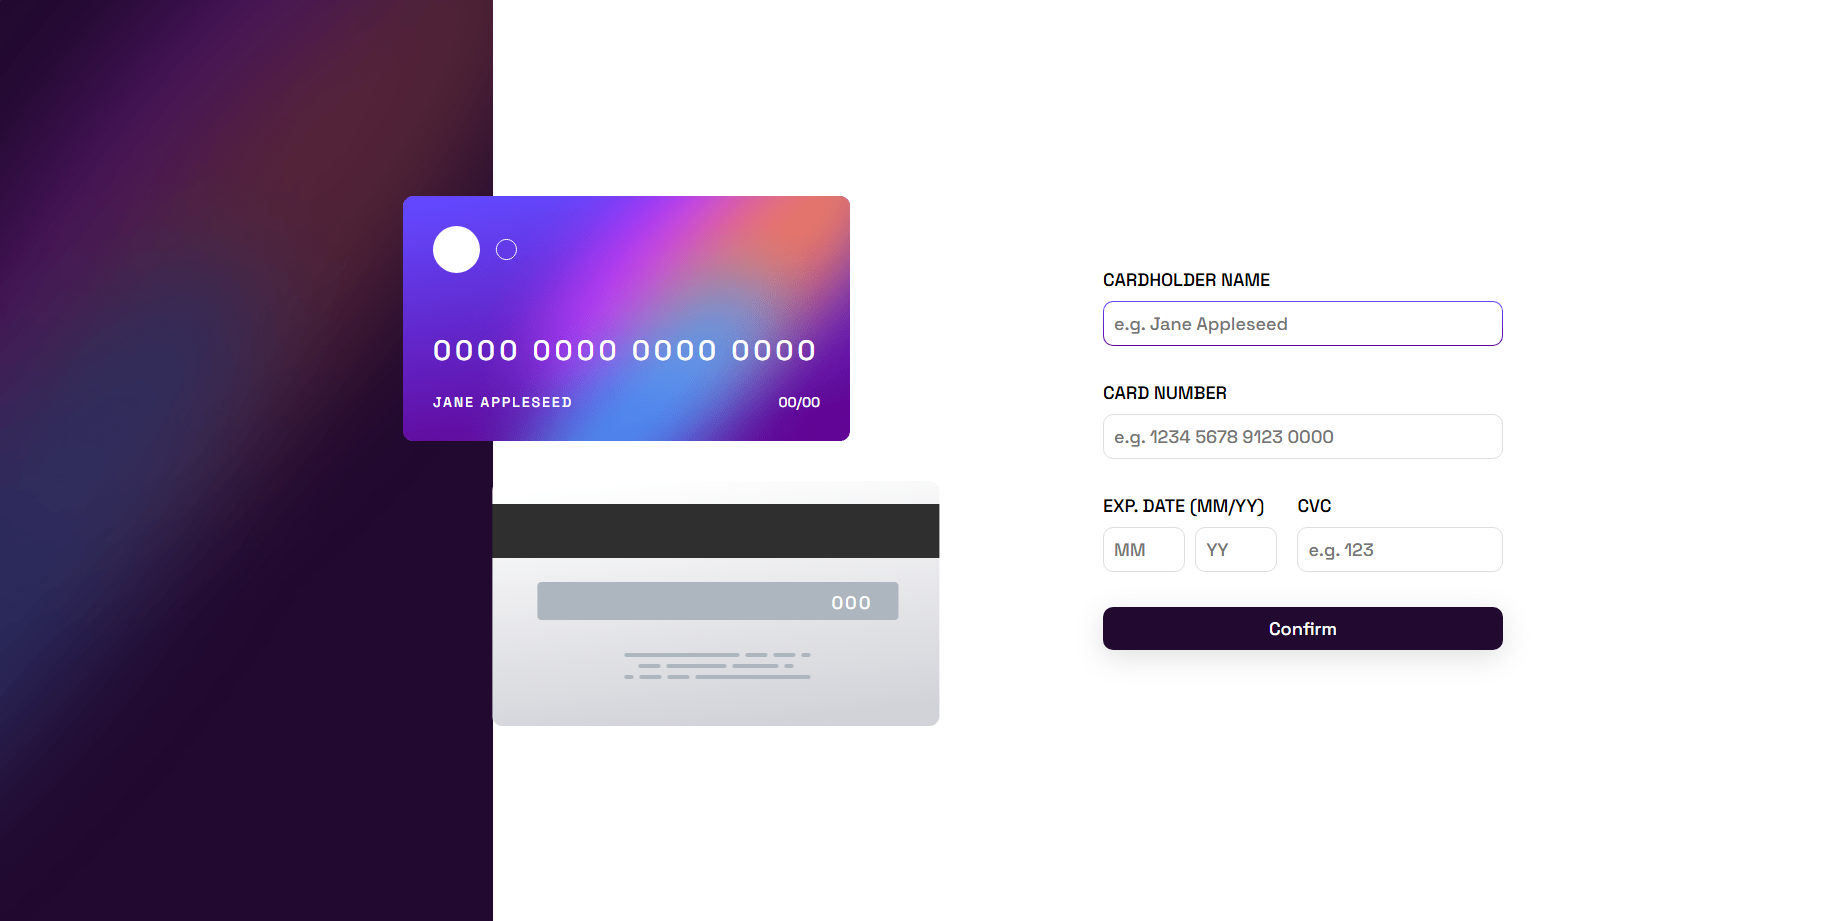 0000 0000 0000 0000
JANE APPLESEED 00/00
000
CARDHOLDER NAME
e.g. Jane Appleseed
CARD NUMBER
e.g. 1234 5678 9123 0000
EXP. DATE (MM/YY) CVC
MM YY e.g. 123
Confirm